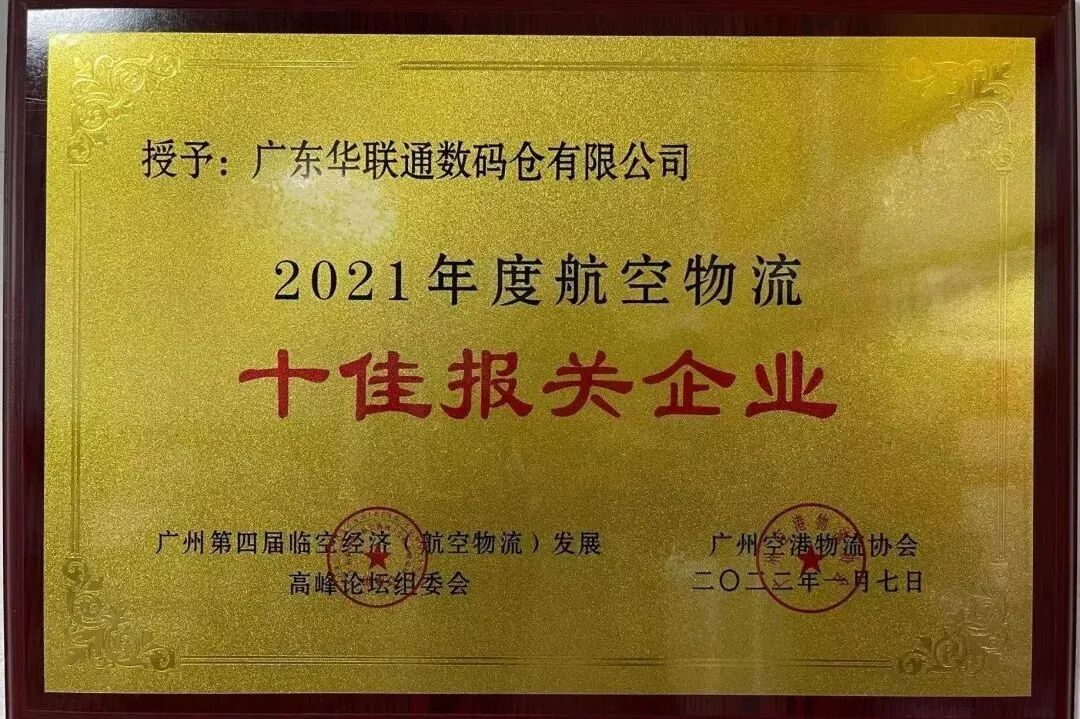 授予：广东华联通数码仓有限公司
2021年度航空物流
十佳报关企业
广州第四届临空经济（航空物流）发展
高峰论坛组委会
广州空港物流协会
二〇二二年一月七日